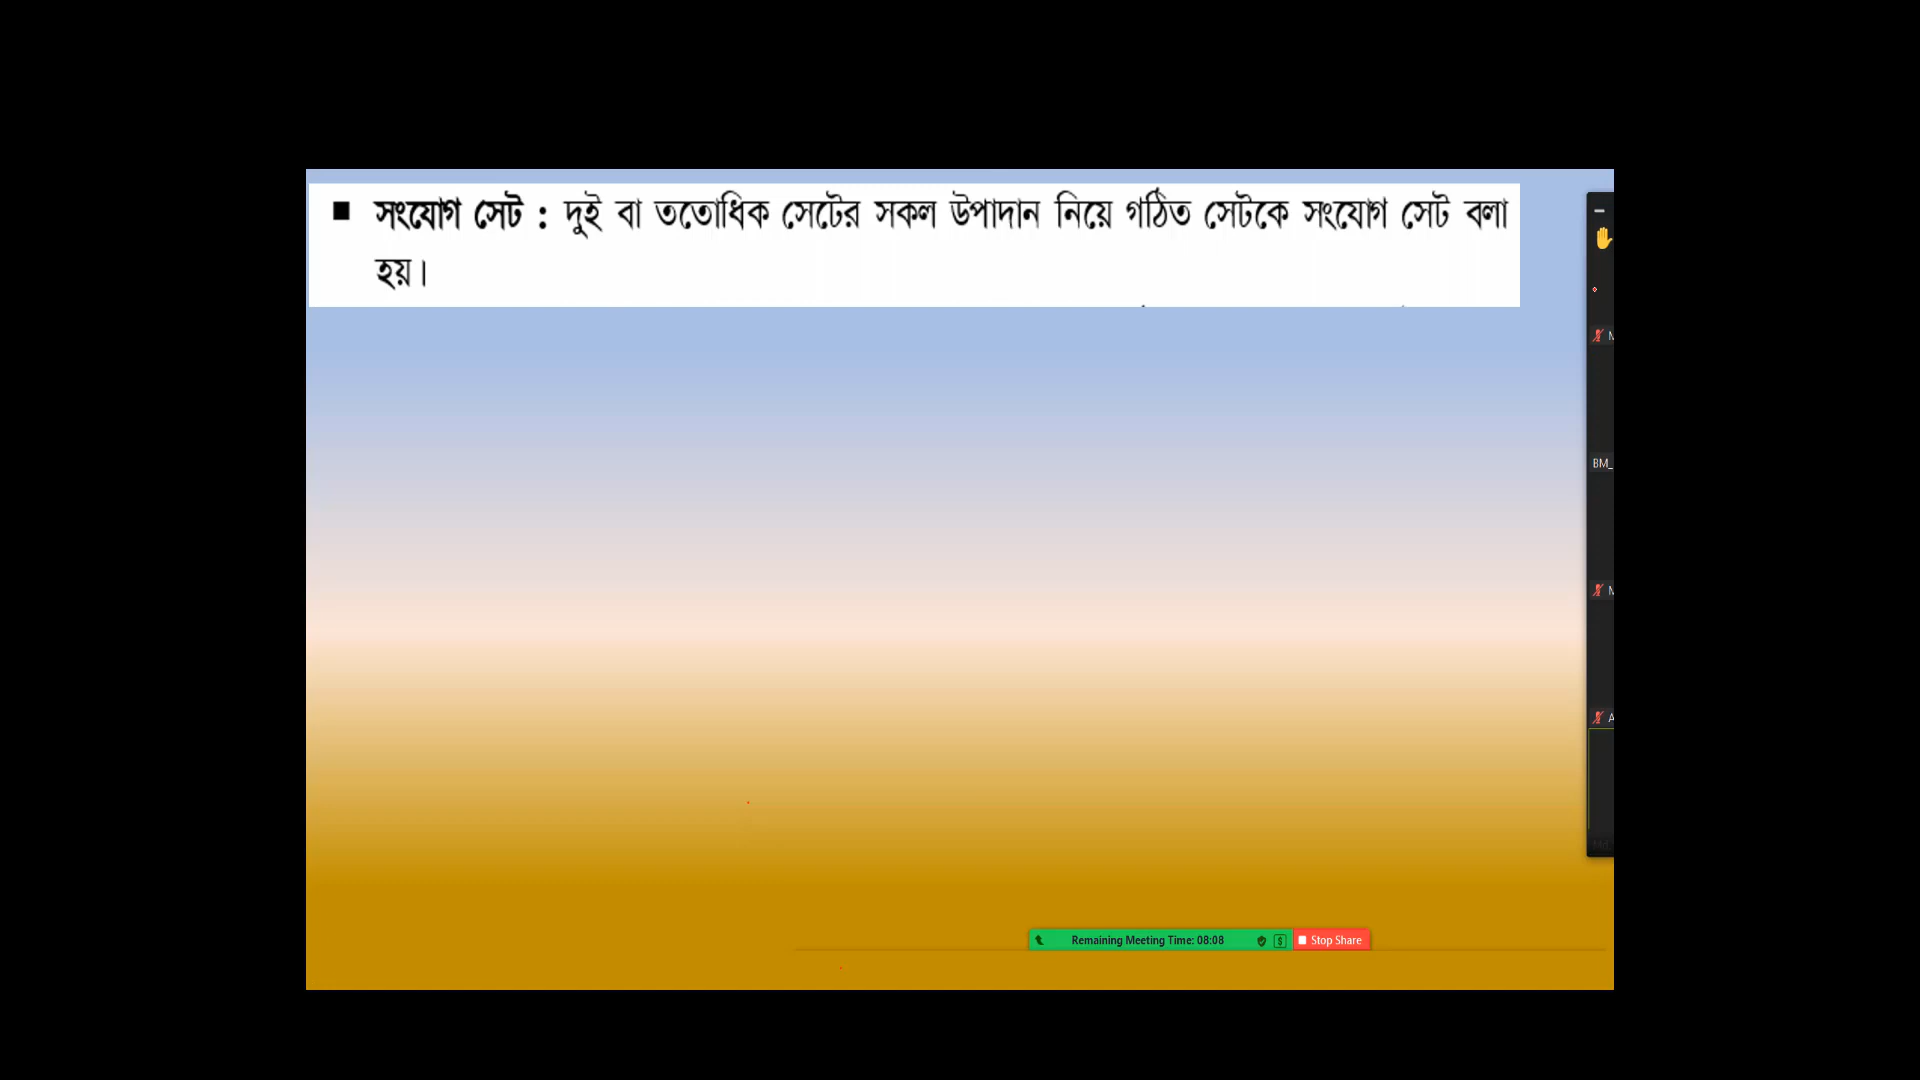 ■ সংযোগ সেট : দুই বা ততোধিক সেটের সকল উপাদান নিয়ে গঠিত সেটকে সংযোগ সেট বলা
হয়।
BM_
Remaining Meeting Time: 08:08 Stop Share